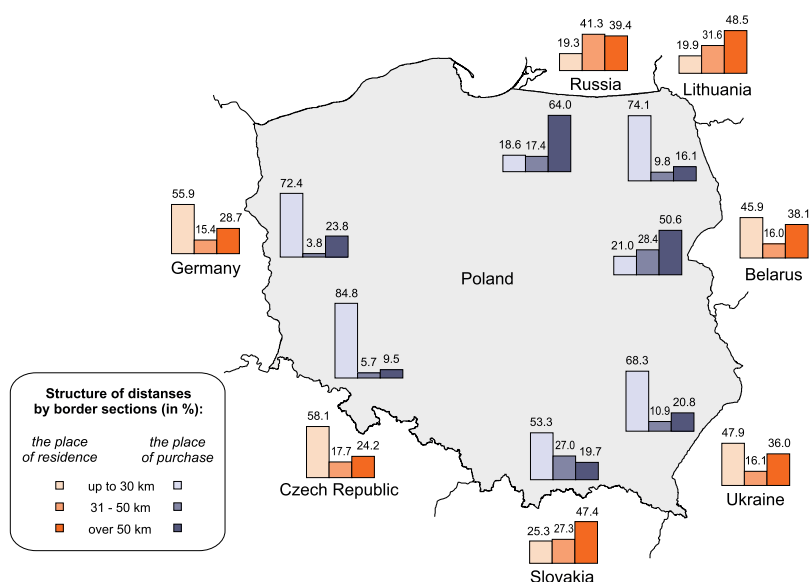 41.3
39.4
19.3
Russia
48.5
31.6
19.9
Lithuania
64.0
18.6
17.4
74.1
9.8
16.1
55.9
15.4
28.7
Germany
72.4
3.8
23.8
50.6
28.4
21.0
45.9
16.0
38.1
Belarus
Poland
84.8
5.7
9.5
68.3
10.9
20.8
53.3
27.0
19.7
58.1
17.7
24.2
Czech Republic
47.9
16.1
36.0
Ukraine
47.4
25.3
27.3
Slovakia
Structure of distanses
by border sections (in %):
the place
of residence
the place
of purchase
up to 30 km
31 - 50 km
over 50 km